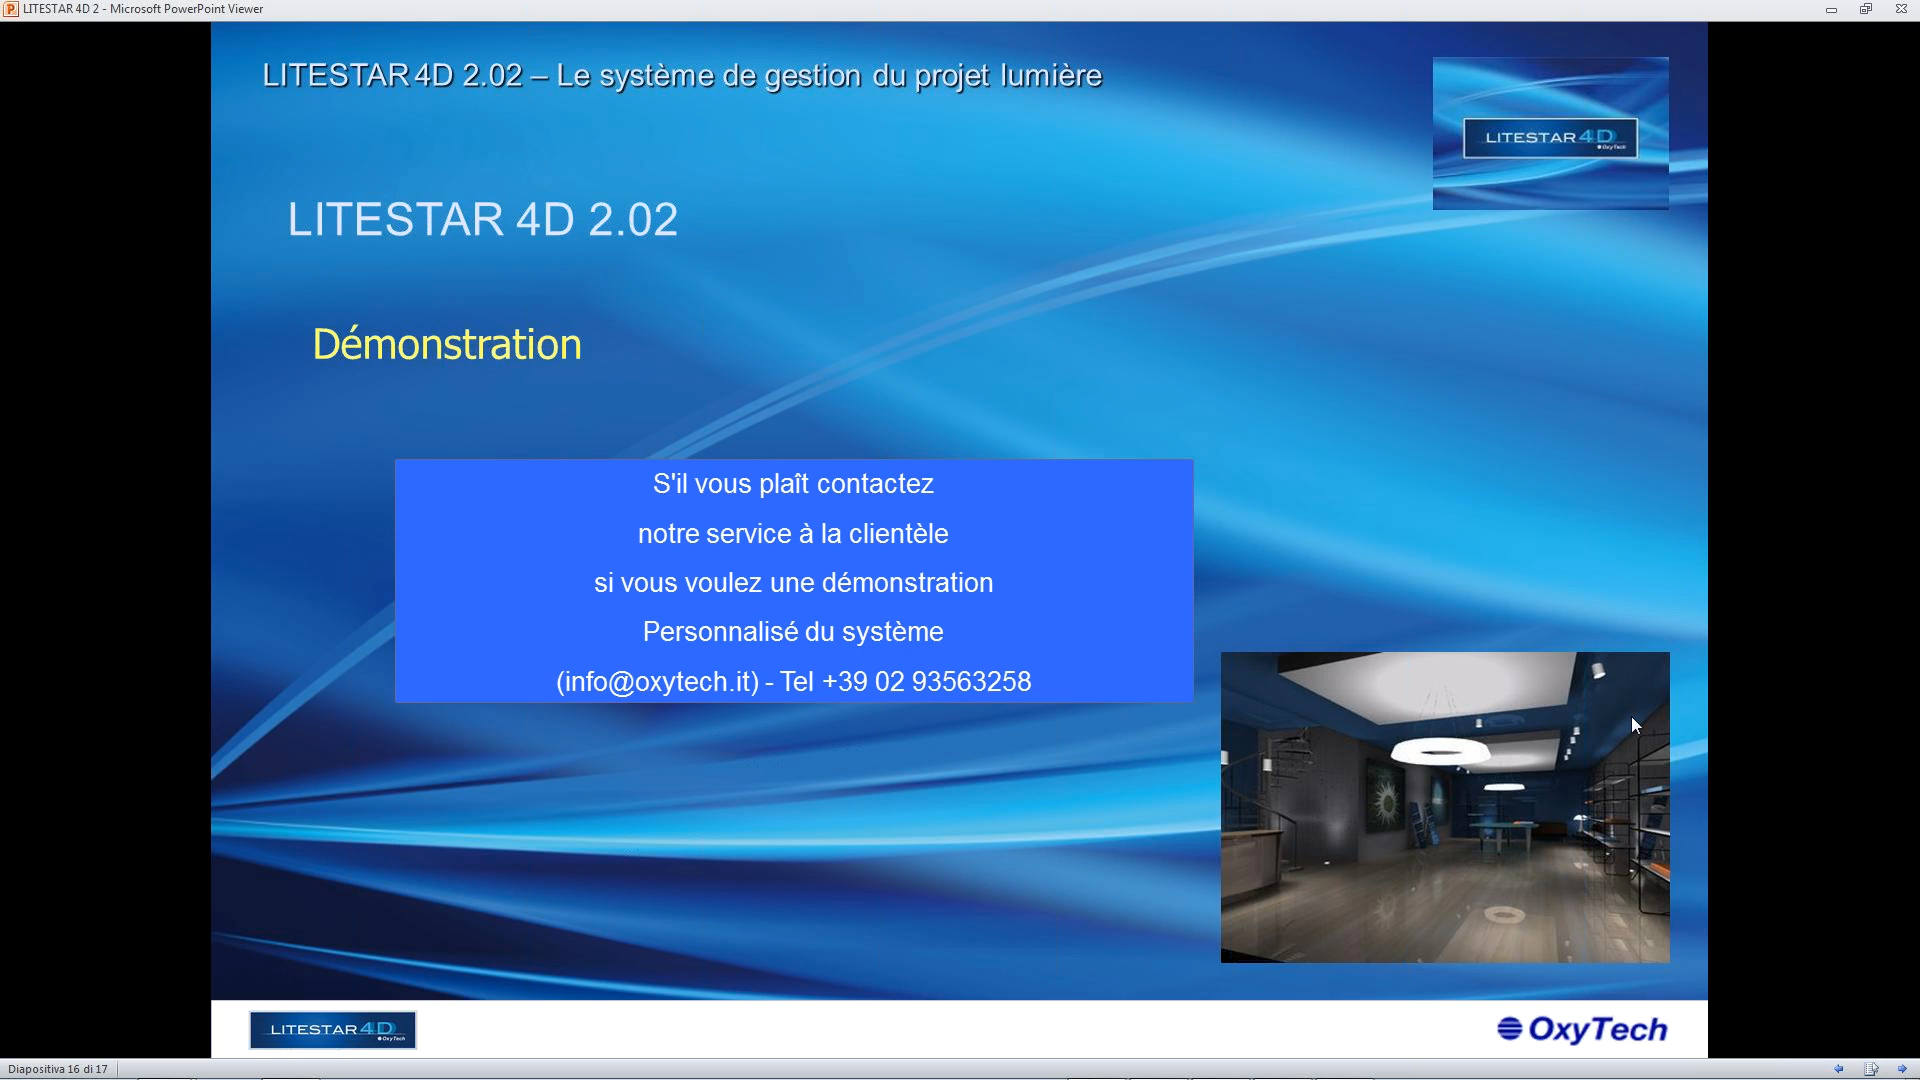 LITESTAR 4D 2 - Microsoft PowerPoint Viewer
LITESTAR 4D 2.02 – Le système de gestion du projet lumière
LITESTAR 4D
OxyTech
LITESTAR 4D 2.02
Démonstration
S'il vous plaît contactez
notre service à la clientèle
si vous voulez une démonstration
Personnalisé du système
(info@oxytech.it) - Tel +39 02 93563258
LITESTAR 4D
OxyTech
OxyTech
Diapositiva 16 di 17